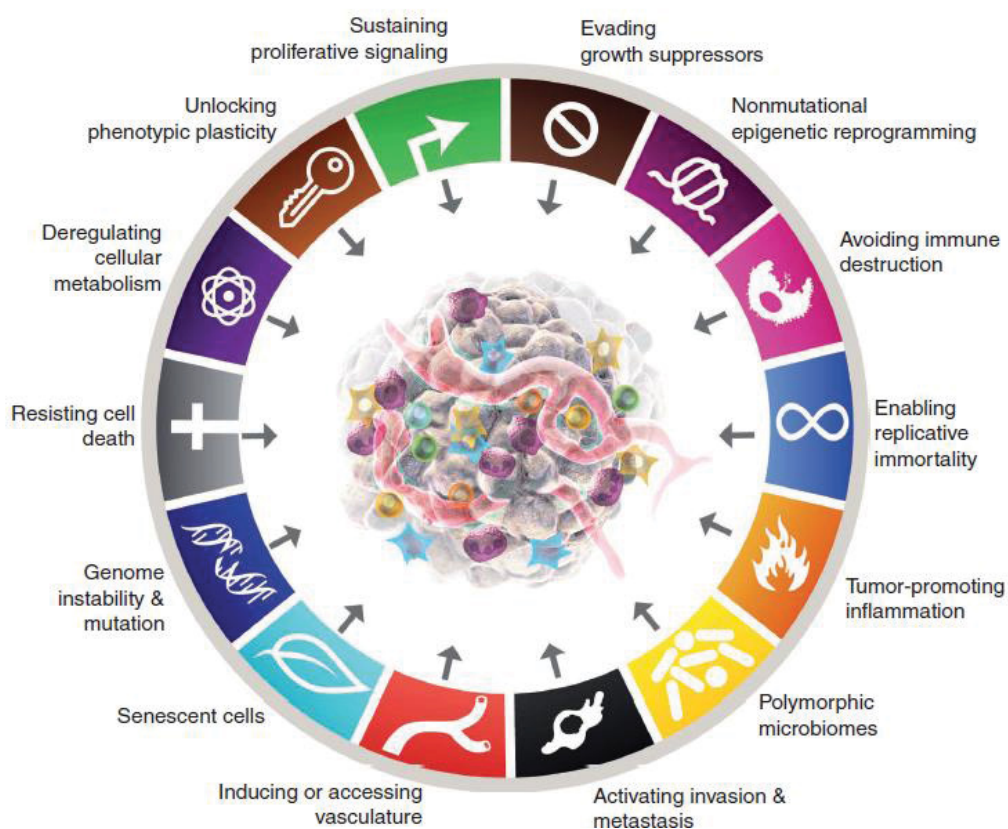 Sustaining
proliferative signaling
Evading
growth suppressors
Nonmutational
epigenetic reprogramming
Avoiding immune
destruction
Enabling
replicative
immortality
Tumor-promoting
inflammation
Polymorphic
microbiomes
Activating invasion &
metastasis
Inducing or accessing
vasculature
Senescent cells
Genome
instability &
mutation
Resisting cell
death
Deregulating
cellular
metabolism
Unlocking
phenotypic plasticity